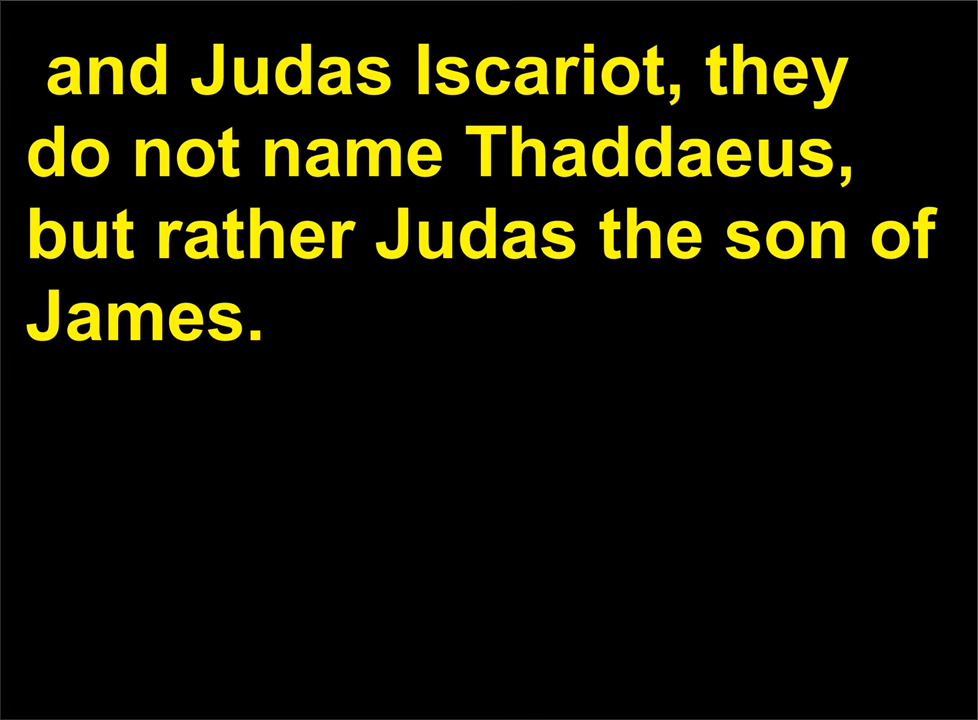 and Judas Iscariot, they
do not name Thaddaeus,
but rather Judas the son of
James.